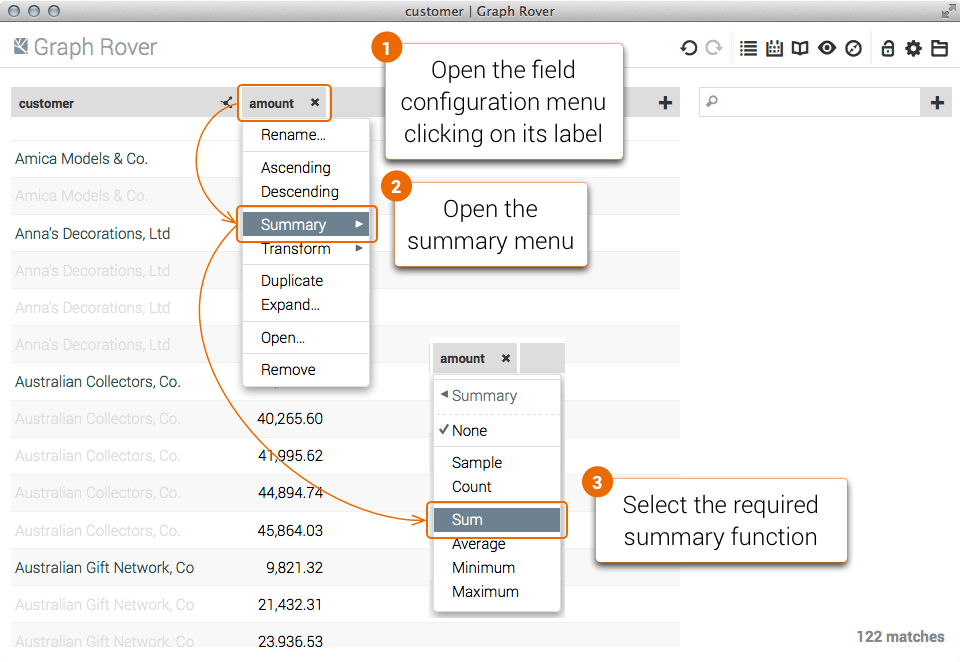 customer | Graph Rover
Graph Rover
1
Open the field
configuration menu
clicking on its label
customer
amount
Rename...
Amica Models & Co.
Ascending
Amica Models & Co.
Descending
2
Open the
summary menu
Anna's Decorations, Ltd
Summary
Transform
Anna's Decorations, Ltd
Duplicate
Anna's Decorations, Ltd
Expand...
Anna's Decorations, Ltd
Open...
Remove
Australian Collectors, Co.
amount
Summary
None
Sample
Count
Sum
Average
Minimum
Maximum
Australian Collectors, Co. 40,265.60
Australian Collectors, Co. 41,995.62
Australian Collectors, Co. 44,894.74
Australian Collectors, Co. 45,864.03
3
Select the required
summary function
Australian Gift Network, Co 9,821.32
Australian Gift Network, Co 21,432.31
Australian Gift Network, Co 23,936.53
122 matches